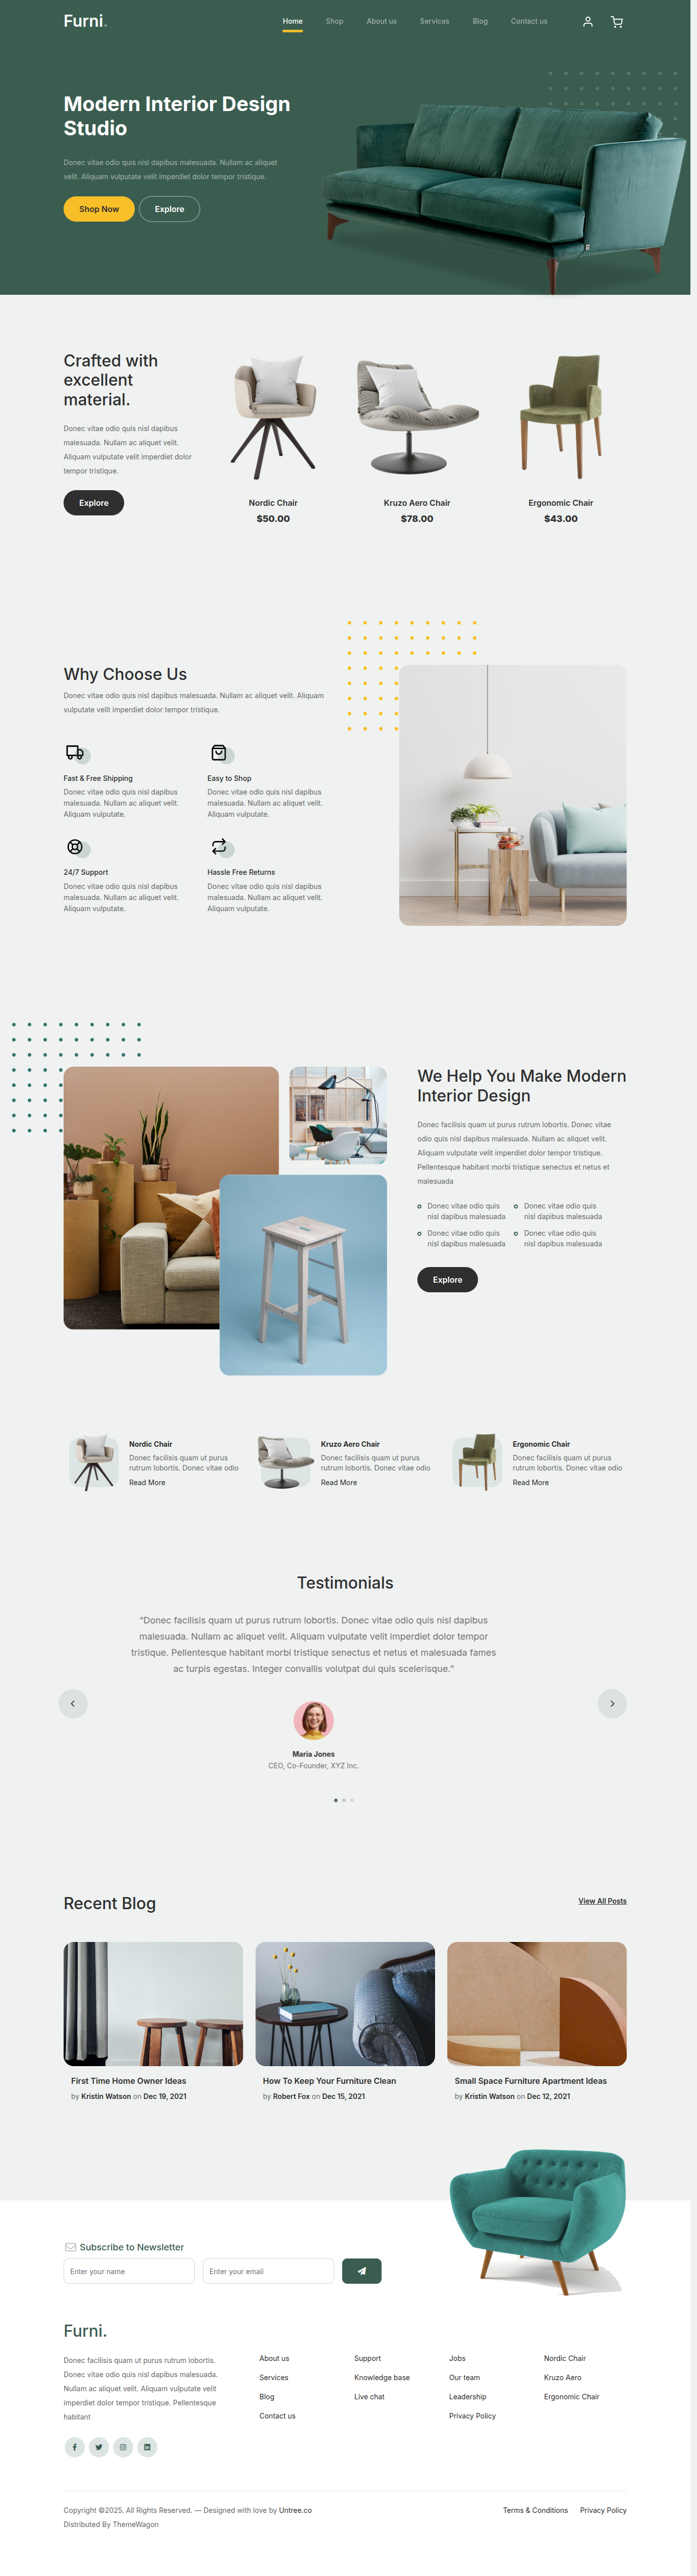 Furni.
Home Shop About us Services Blog Contact us
Modern Interior Design
Studio
Donec vitae odio quis nisl dapibus malesuada. Nullam ac aliquet
velit. Aliquam vulputate velit imperdiet dolor tempor tristique.
Shop Now Explore
Crafted with
excellent
material.
Donec vitae odio quis nisl dapibus
malesuada. Nullam ac aliquet velit.
Aliquam vulputate velit imperdiet dolor
tempor tristique.
Explore
Nordic Chair
$50.00
Kruzo Aero Chair
$78.00
Ergonomic Chair
$43.00
Why Choose Us
Donec vitae odio quis nisl dapibus malesuada. Nullam ac aliquet velit. Aliquam
vulputate velit imperdiet dolor tempor tristique.
Fast & Free Shipping
Donec vitae odio quis nisl dapibus
malesuada. Nullam ac aliquet velit.
Aliquam vulputate.
Easy to Shop
Donec vitae odio quis nisl dapibus
malesuada. Nullam ac aliquet velit.
Aliquam vulputate.
24/7 Support
Donec vitae odio quis nisl dapibus
malesuada. Nullam ac aliquet velit.
Aliquam vulputate.
Hassle Free Returns
Donec vitae odio quis nisl dapibus
malesuada. Nullam ac aliquet velit.
Aliquam vulputate.
We Help You Make Modern
Interior Design
Donec facilisis quam ut purus rutrum lobortis. Donec vitae
odio quis nisl dapibus malesuada. Nullam ac aliquet velit.
Aliquam vulputate velit imperdiet dolor tempor tristique.
Pellentesque habitant morbi tristique senectus et netus et
malesuada
Donec vitae odio quis
nisl dapibus malesuada
Donec vitae odio quis
nisl dapibus malesuada
Donec vitae odio quis
nisl dapibus malesuada
Donec vitae odio quis
nisl dapibus malesuada
Explore
Nordic Chair
Donec facilisis quam ut purus
rutrum lobortis. Donec vitae odio
Read More
Kruzo Aero Chair
Donec facilisis quam ut purus
rutrum lobortis. Donec vitae odio
Read More
Ergonomic Chair
Donec facilisis quam ut purus
rutrum lobortis. Donec vitae odio
Read More
Testimonials
“Donec facilisis quam ut purus rutrum lobortis. Donec vitae odio quis nisl dapibus
malesuada. Nullam ac aliquet velit. Aliquam vulputate velit imperdiet dolor tempor
tristique. Pellentesque habitant morbi tristique senectus et netus et malesuada fames
ac turpis egestas. Integer convallis volutpat dui quis scelerisque.”
Maria Jones
CEO, Co-Founder, XYZ Inc.
Recent Blog
View All Posts
First Time Home Owner Ideas
by Kristin Watson on Dec 19, 2021
How To Keep Your Furniture Clean
by Robert Fox on Dec 15, 2021
Small Space Furniture Apartment Ideas
by Kristin Watson on Dec 12, 2021
Subscribe to Newsletter
Enter your name
Enter your email
Furni.
Donec facilisis quam ut purus rutrum lobortis.
Donec vitae odio quis nisl dapibus malesuada.
Nullam ac aliquet velit. Aliquam vulputate velit
imperdiet dolor tempor tristique. Pellentesque
habitant
About us
Services
Blog
Contact us
Support
Knowledge base
Live chat
Jobs
Our team
Leadership
Privacy Policy
Nordic Chair
Kruzo Aero
Ergonomic Chair
Copyright ©2025. All Rights Reserved. — Designed with love by Untree.co
Distributed By ThemeWagon
Terms & Conditions
Privacy Policy